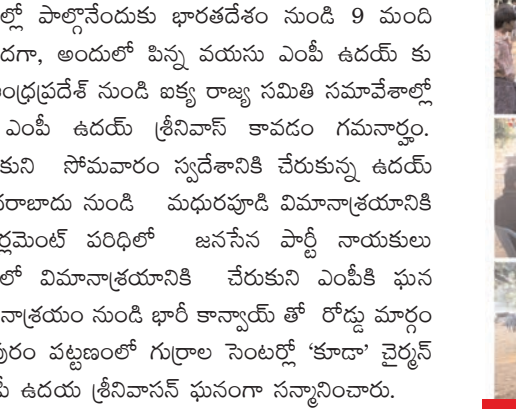 ల్లో పాల్గొనేందుకు భారతదేశం నుండి 9 మంది
దగా, అందులో పిన్న వయసు ఎంపీ ఉదయ్ కు
ంధ్రప్రదేశ్ నుండి ఐక్య రాజ్య సమితి సమావేశాల్లో
ఎంపీ ఉదయ్ శ్రీనివాస్ కావడం గమనార్హం.
కుని సోమవారం స్వదేశానికి చేరుకున్న ఉదయ్
దరాబాదు నుండి మధురపూడి విమానాశ్రయానికి
ర్లమెంట్ పరిధిలో జనసేన పార్టీ నాయకులు
లో విమానాశ్రయానికి చేరుకుని ఎంపీకి ఘన
నాశ్రయం నుండి భారీ కాన్వాయ్ తో రోడ్డు మార్గం
పురం పట్టణంలో గుర్రాల సెంటర్లో ‘కూడా’ చైర్మన్
పీ ఉదయ శ్రీనివాసన్ ఘనంగా సన్మానించారు.